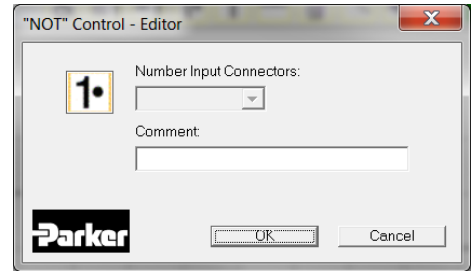 "NOT" Control - Editor
X
1•
Number Input Connectors:
Comment:
Parker
OK
Cancel